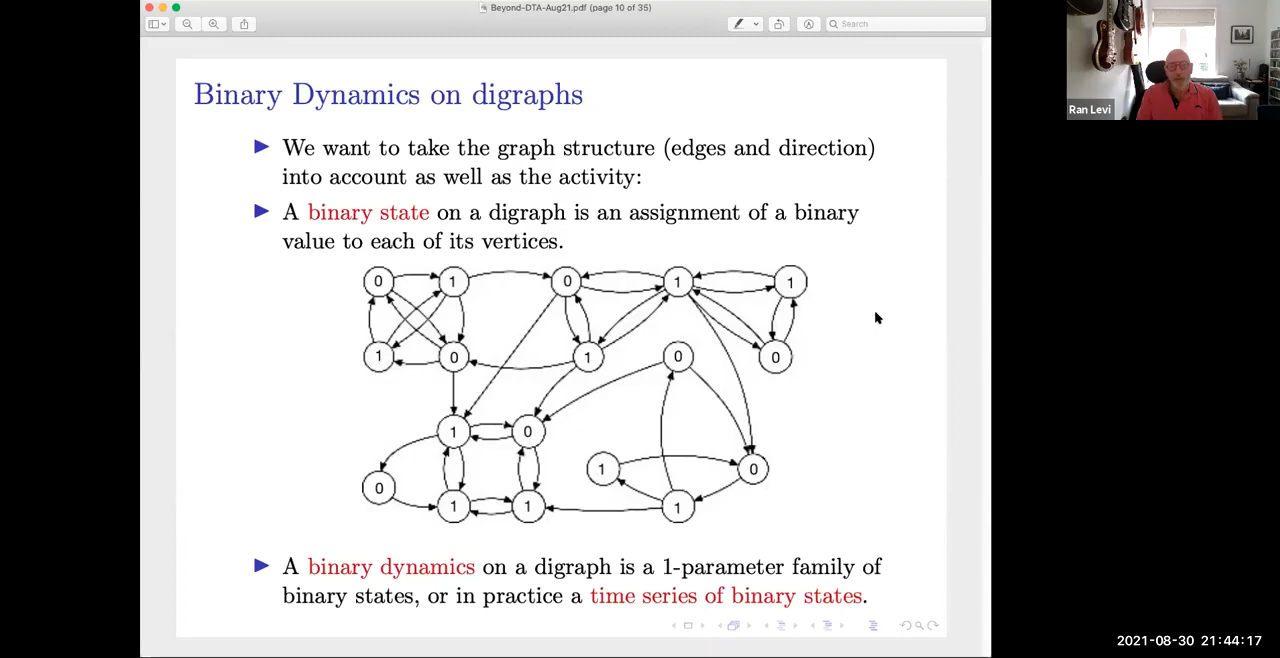 Beyond-DTA-Aug21.pdf (page 10 of 35)
Search
Ran Levi
Binary Dynamics on digraphs
We want to take the graph structure (edges and direction)
into account as well as the activity:
A binary state on a digraph is an assignment of a binary
value to each of its vertices.
0 1 0 1 1
1 0 1 0 0
1 0
1 0
0
1 1 1
A binary dynamics on a digraph is a 1-parameter family of
binary states, or in practice a time series of binary states.
2021-08-30 21:44:17